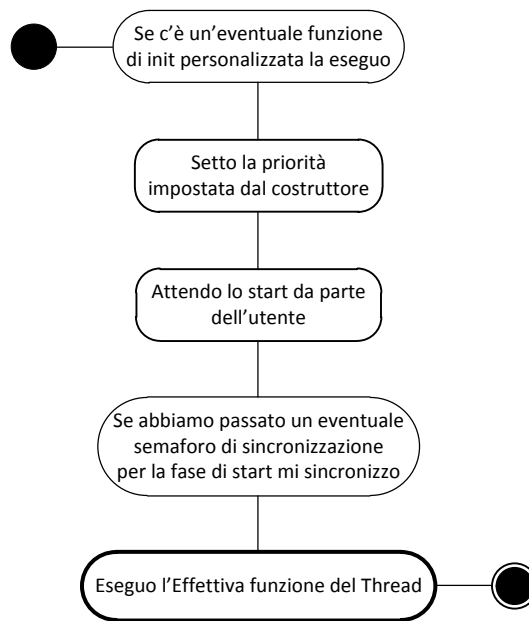 Se c’è un’eventuale funzione
di init personalizzata la eseguo
Setto la priorità
impostata dal costruttore
Attendo lo start da parte
dell’utente
Se abbiamo passato un eventuale
semaforo di sincronizzazione
per la fase di start mi sincronizzo
Eseguo l’Effettiva funzione del Thread